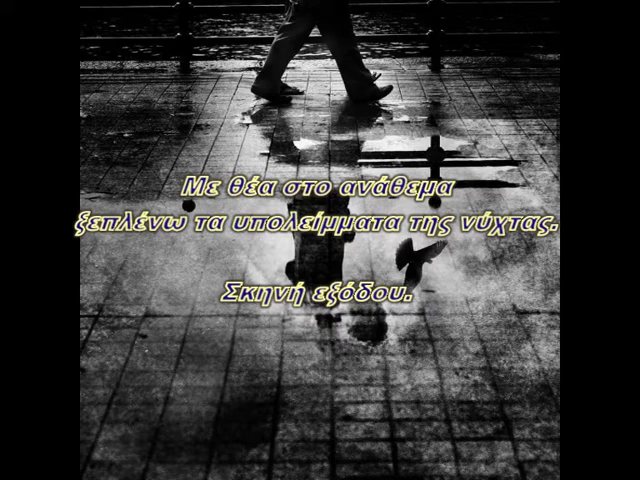 Με θέα στο ανάθεμα
ξεπλένω τα υπολείμματα της νύχτας.
Σκηνή εξόδου.